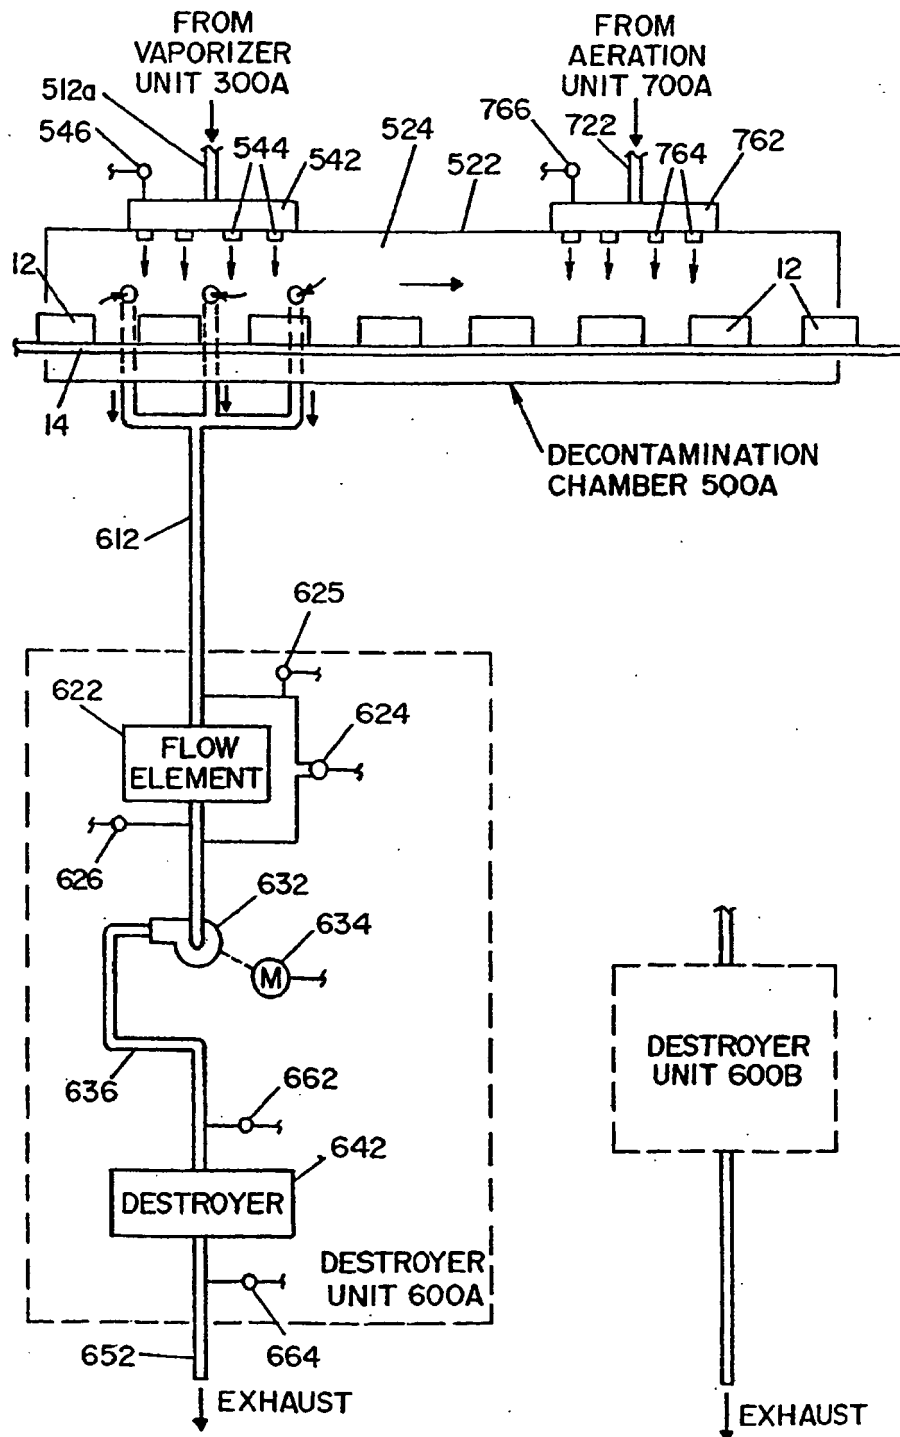 FROM
VAPORIZER
UNIT 300A
FROM
AERATION
UNIT 700A
512a
546
544
542
524
522
766
722
764
762
12
12
14
DECONTAMINATION
CHAMBER 500A
612
625
622
624
FLOW
ELEMENT
626
632
634
M
636
662
642
DESTROYER
DESTROYER
UNIT 600A
652
664
EXHAUST
DESTROYER
UNIT 600B
EXHAUST